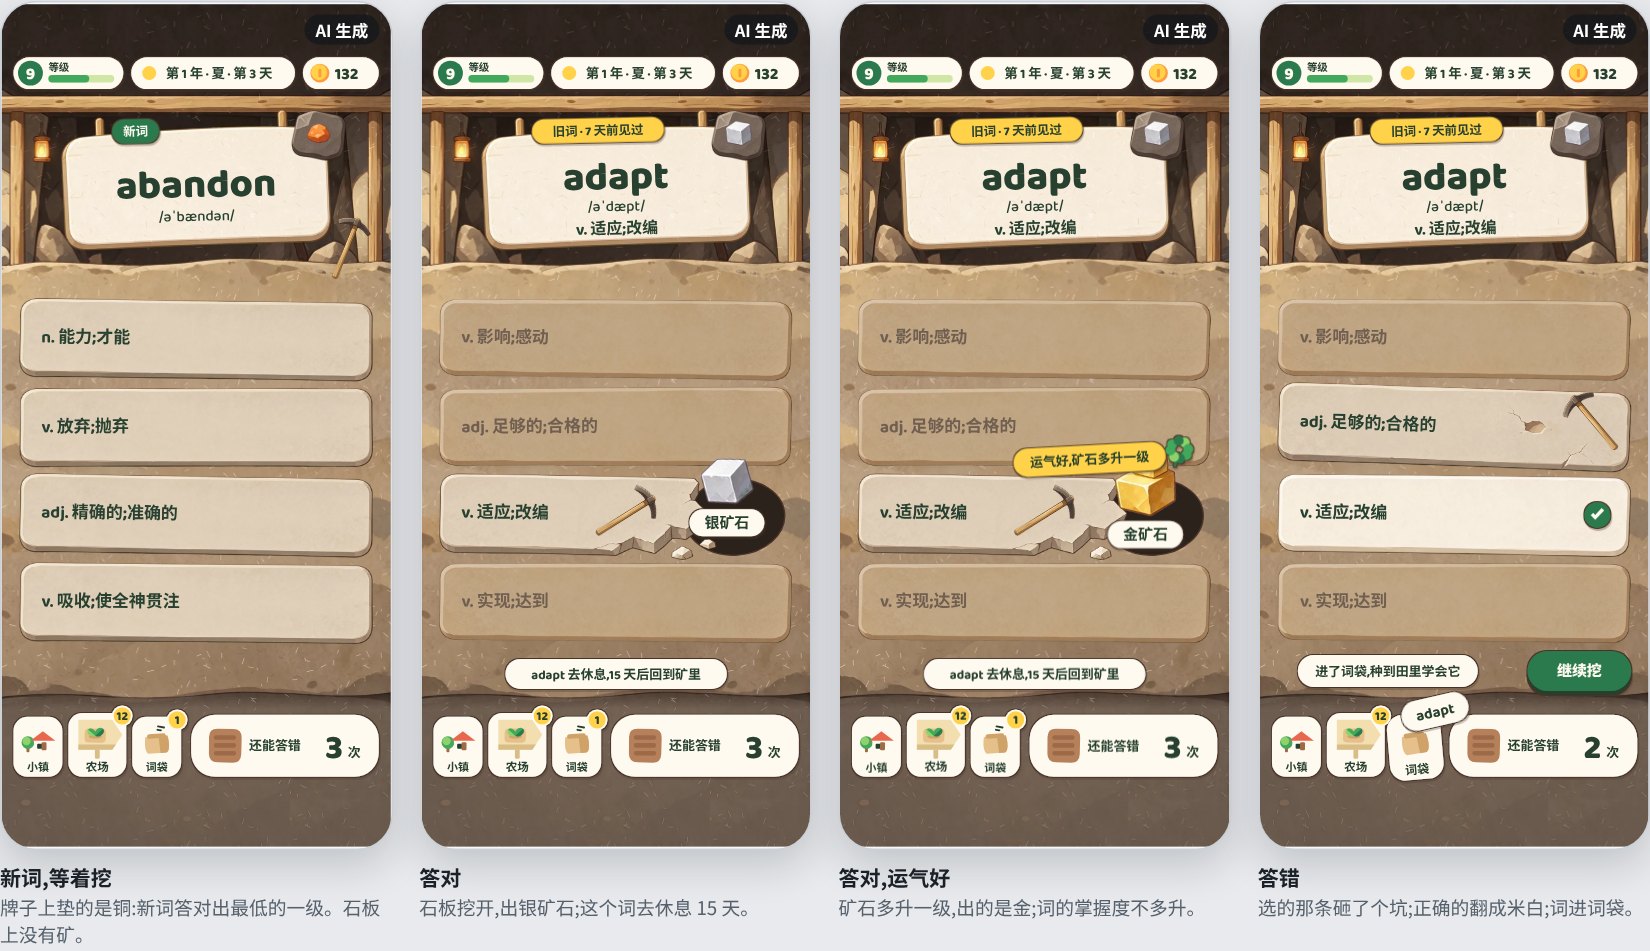 AI 生成
9 等级
第1年·夏·第3天
132
新词
abandon
/əˈbændən/
n. 能力;才能
v. 放弃;抛弃
adj. 精确的;准确的
v. 吸收;使全神贯注
小镇
12
农场
1
词袋
还能答错 3 次
新词,等着挖
牌子上垫的是铜:新词答对出最低的一级。石板
上没有矿。
AI 生成
9 等级
第1年·夏·第3天
132
旧词·7 天前见过
adapt
/əˈdæpt/
v. 适应;改编
v. 影响;感动
adj. 足够的;合格的
v. 适应;改编
银矿石
v. 实现;达到
adapt 去休息,15 天后回到矿里
小镇
12
农场
1
词袋
还能答错 3 次
答对
石板挖开,出银矿石;这个词去休息 15 天。
AI 生成
9 等级
第1年·夏·第3天
132
旧词·7 天前见过
adapt
/əˈdæpt/
v. 适应;改编
v. 影响;感动
adj. 足够的;合格的
运气好,矿石多升一级
v. 适应;改编
金矿石
v. 实现;达到
adapt 去休息,15 天后回到矿里
小镇
12
农场
1
词袋
还能答错 3 次
答对,运气好
矿石多升一级,出的是金;词的掌握度不多升。
AI 生成
9 等级
第1年·夏·第3天
132
旧词·7 天前见过
adapt
/əˈdæpt/
v. 适应;改编
v. 影响;感动
adj. 足够的;合格的
v. 适应;改编
v. 实现;达到
进了词袋,种到田里学会它
继续挖
小镇
12
农场
adapt
词袋
还能答错 2 次
答错
选的那条砸了个坑;正确的翻成米白;词进词袋。